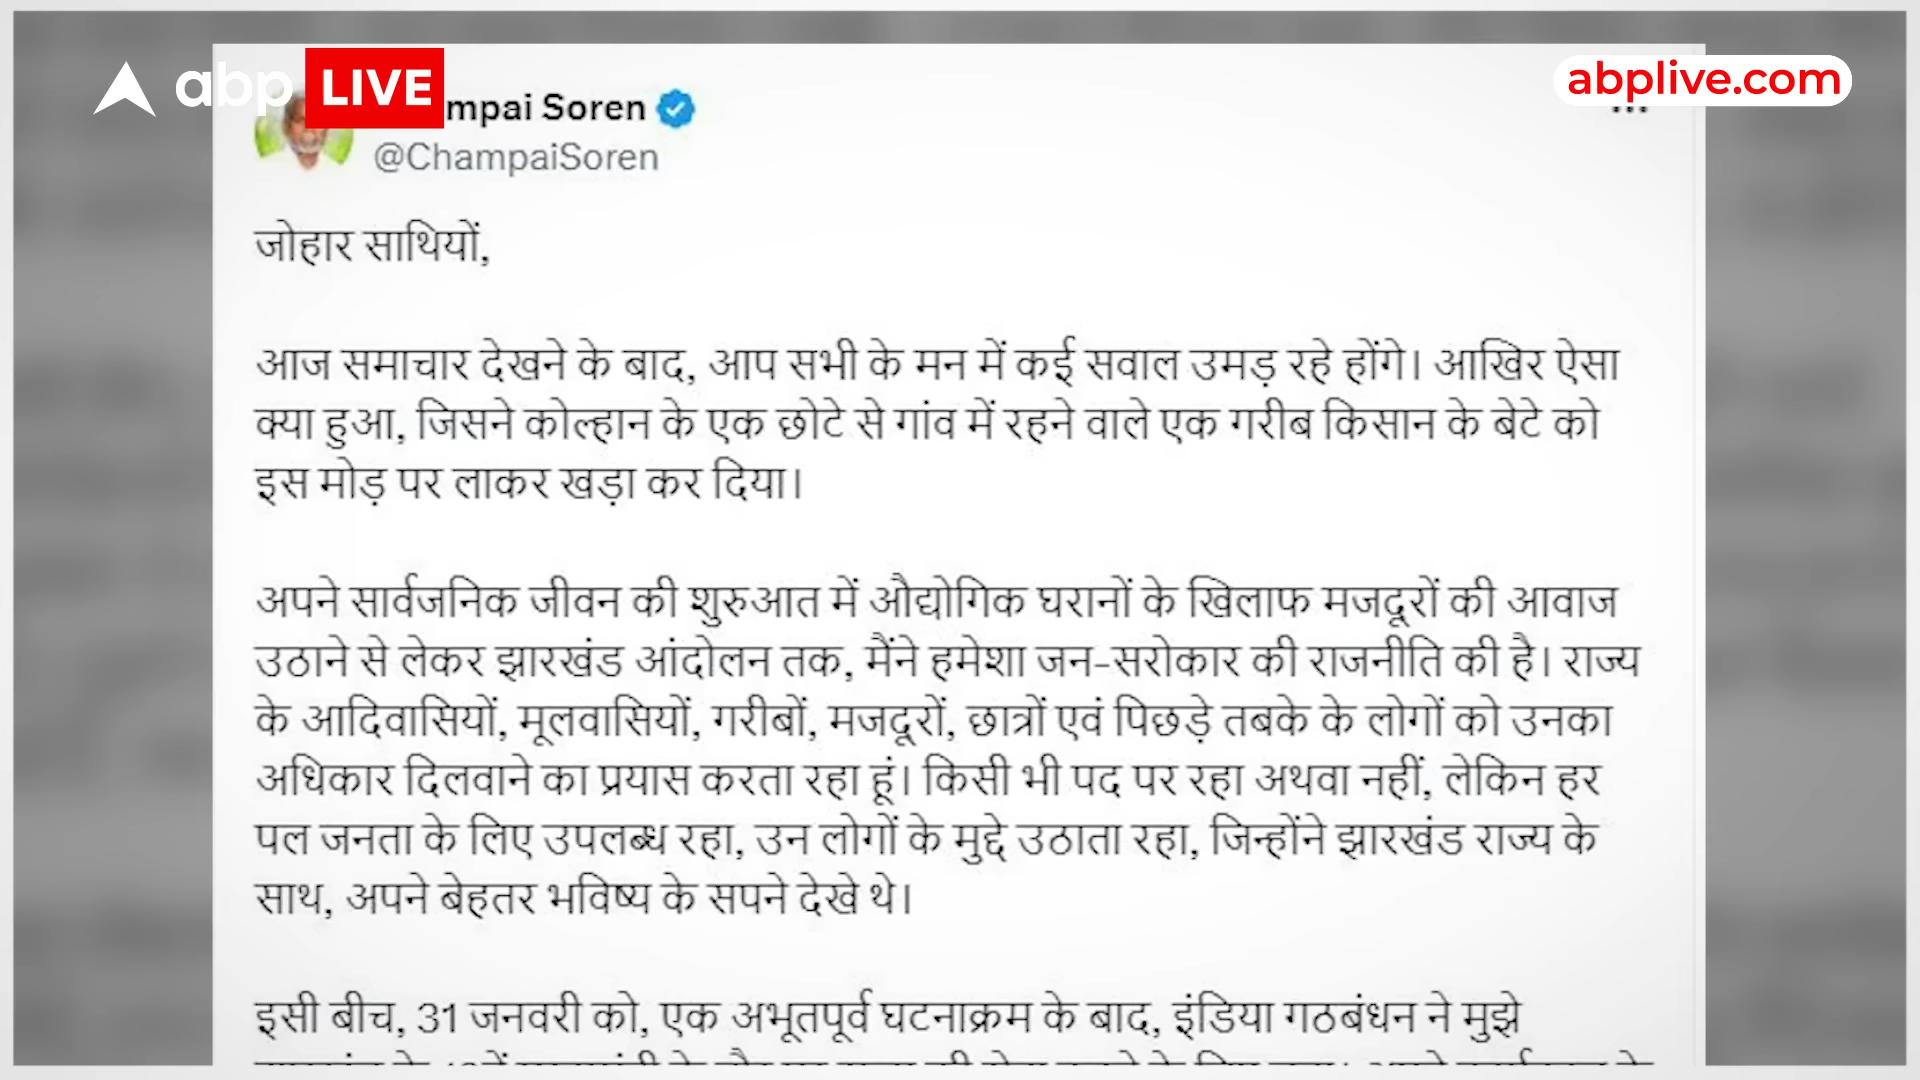 abp LIVE
abplive.com
mpai Soren
@ChampaiSoren
जोहार साथियों,
आज समाचार देखने के बाद, आप सभी के मन में कई सवाल उमड़ रहे होंगे। आखिर ऐसा
क्या हुआ, जिसने कोल्हान के एक छोटे से गांव में रहने वाले एक गरीब किसान के बेटे को
इस मोड़ पर लाकर खड़ा कर दिया।
अपने सार्वजनिक जीवन की शुरुआत में औद्योगिक घरानों के खिलाफ मजदूरों की आवाज
उठाने से लेकर झारखंड आंदोलन तक, मैंने हमेशा जन-सरोकार की राजनीति की है। राज्य
के आदिवासियों, मूलवासियों, गरीबों, मजदूरों, छात्रों एवं पिछड़े तबके के लोगों को उनका
अधिकार दिलवाने का प्रयास करता रहा हूं। किसी भी पद पर रहा अथवा नहीं, लेकिन हर
पल जनता के लिए उपलब्ध रहा, उन लोगों के मुद्दे उठाता रहा, जिन्होंने झारखंड राज्य के
साथ, अपने बेहतर भविष्य के सपने देखे थे।
इसी बीच, 31 जनवरी को, एक अभूतपूर्व घटनाक्रम के बाद, इंडिया गठबंधन ने मुझे